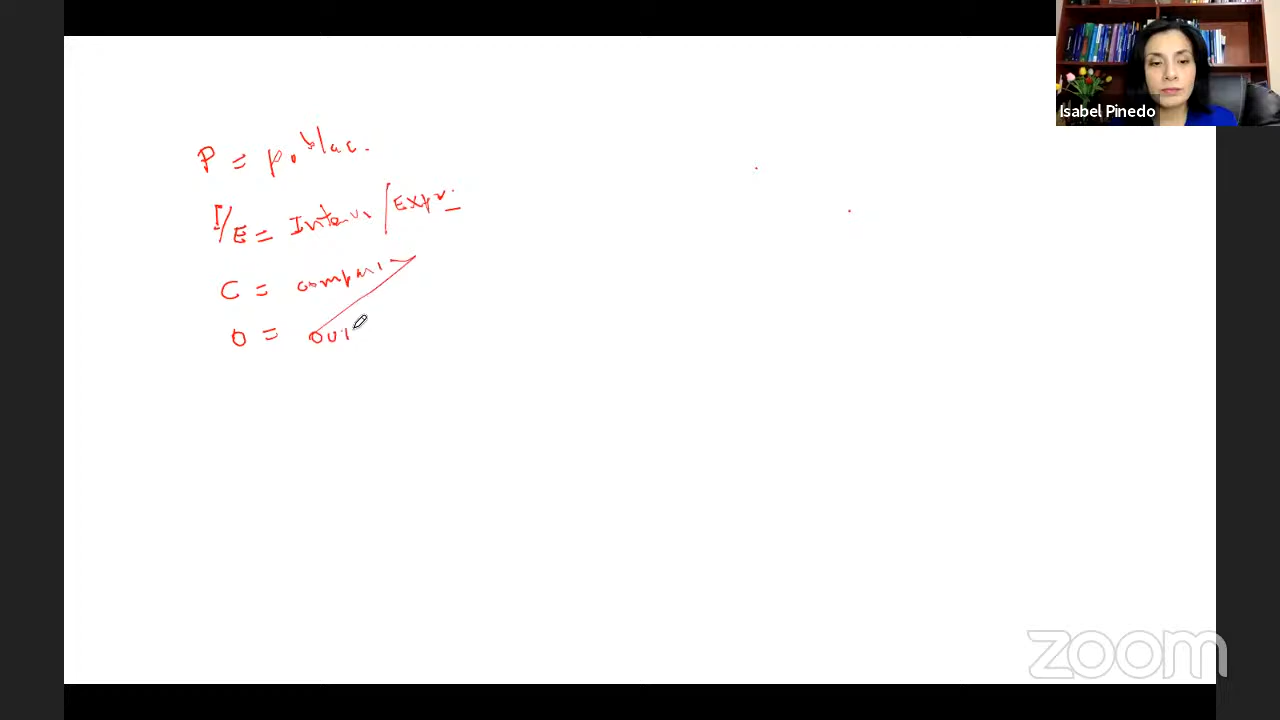 Isabel Pinedo
P = poblac.
I/E = Interv / Expr.
C = compar
O = out
zoom